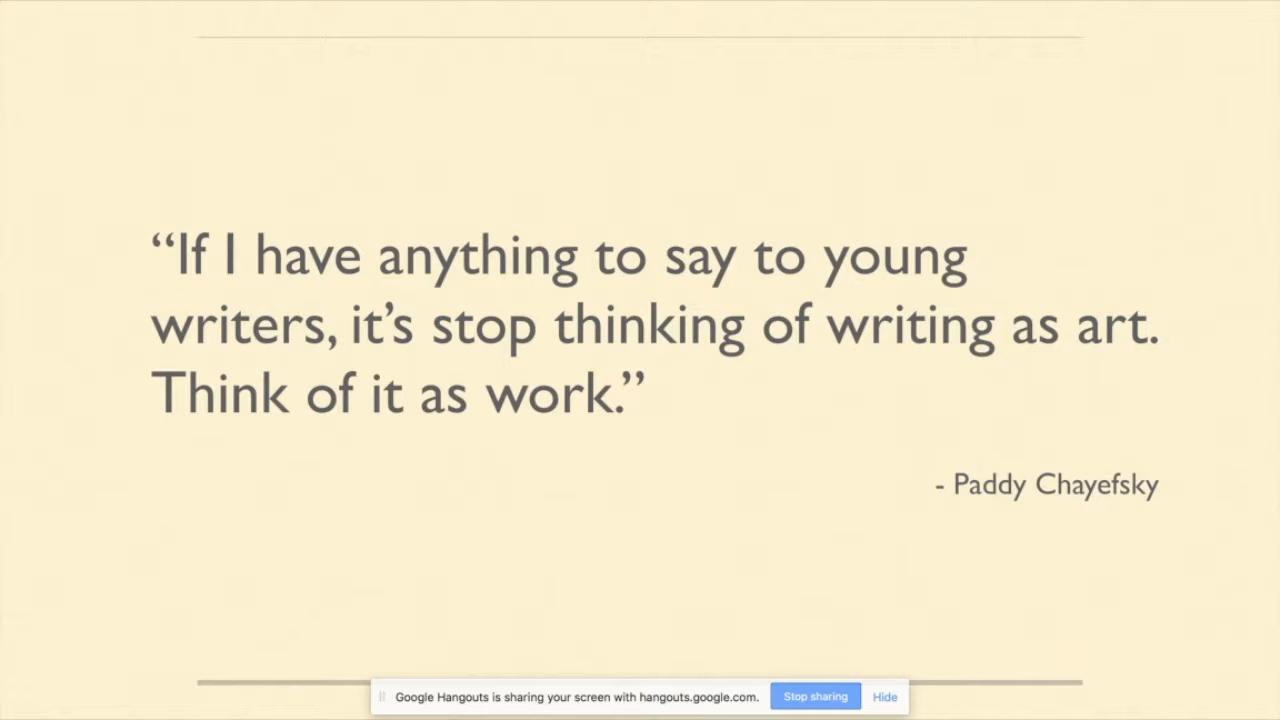 “If I have anything to say to young
writers, it’s stop thinking of writing as art.
Think of it as work.”
- Paddy Chayefsky
Google Hangouts is sharing your screen with hangouts.google.com. Stop sharing Hide